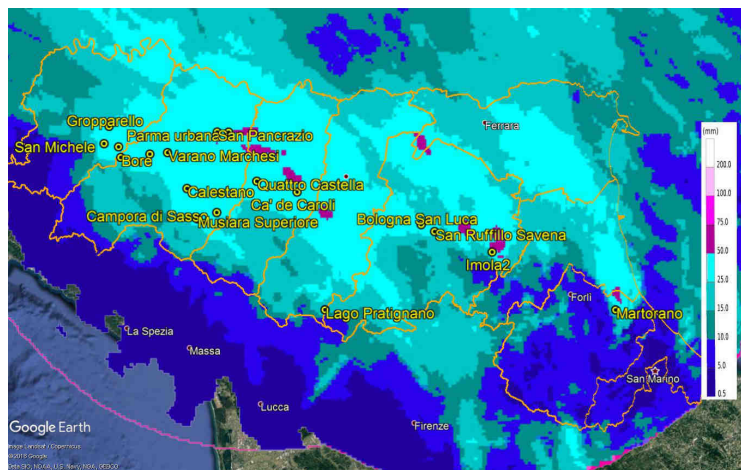 (mm)
200.0
100.0
75.0
50.0
25.0
15.0
10.0
5.0
0.5
Ferrara
Gropparello
Parma urbana
San Pancrazio
San Michele
Bore
Varano Marchesi
Calestano
Quattro Castella
Ca' de Caroli
Campora di Sasso
Musiara Superiore
Bologna San Luca
San Ruffillo Savena
Imola2
Lago Pratignano
Forlì
Martorano
La Spezia
Massa
San Marino
Lucca
Firenze
Google Earth
Image Landsat / Copernicus
©2018 Google
Data SIO, NOAA, U.S. Navy, NGA, GEBCO